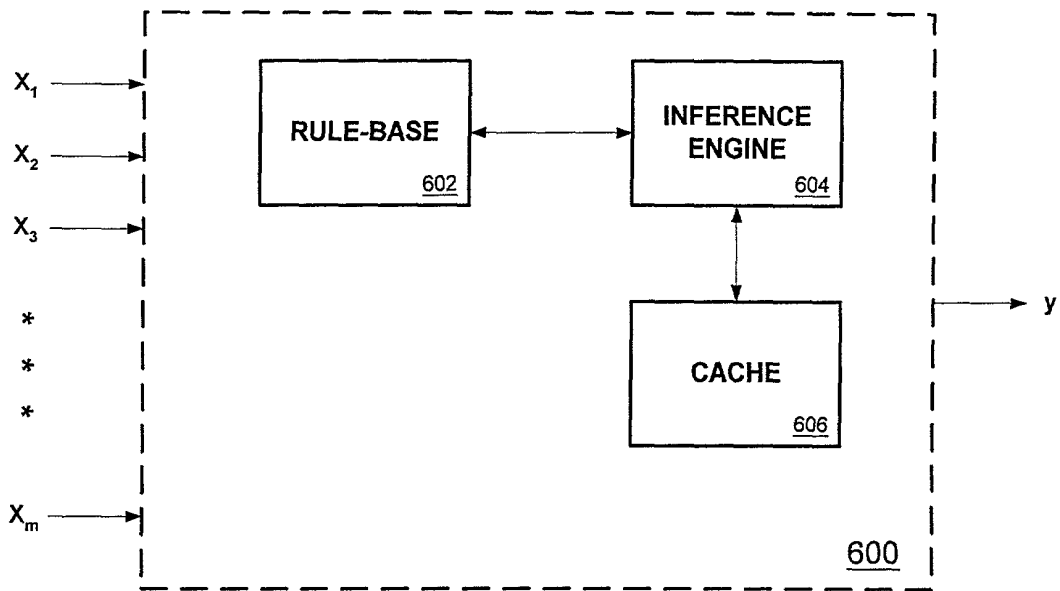 X1
X2
X3
*
*
*
Xm
RULE-BASE
602
INFERENCE
ENGINE
604
CACHE
606
y
600